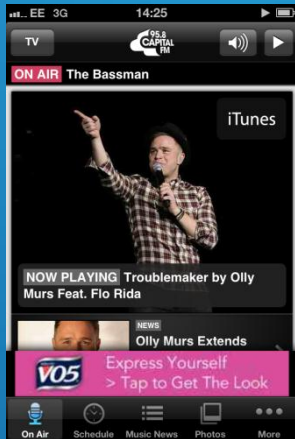 EE 3G 14:25
TV 95.8 CAPITAL FM
ON AIR The Bassman
iTunes
NOW PLAYING Troublemaker by Olly
Murs Feat. Flo Rida
NEWS
Olly Murs Extends
VO5 Express Yourself
> Tap to Get The Look
On Air Schedule Music News Photos More